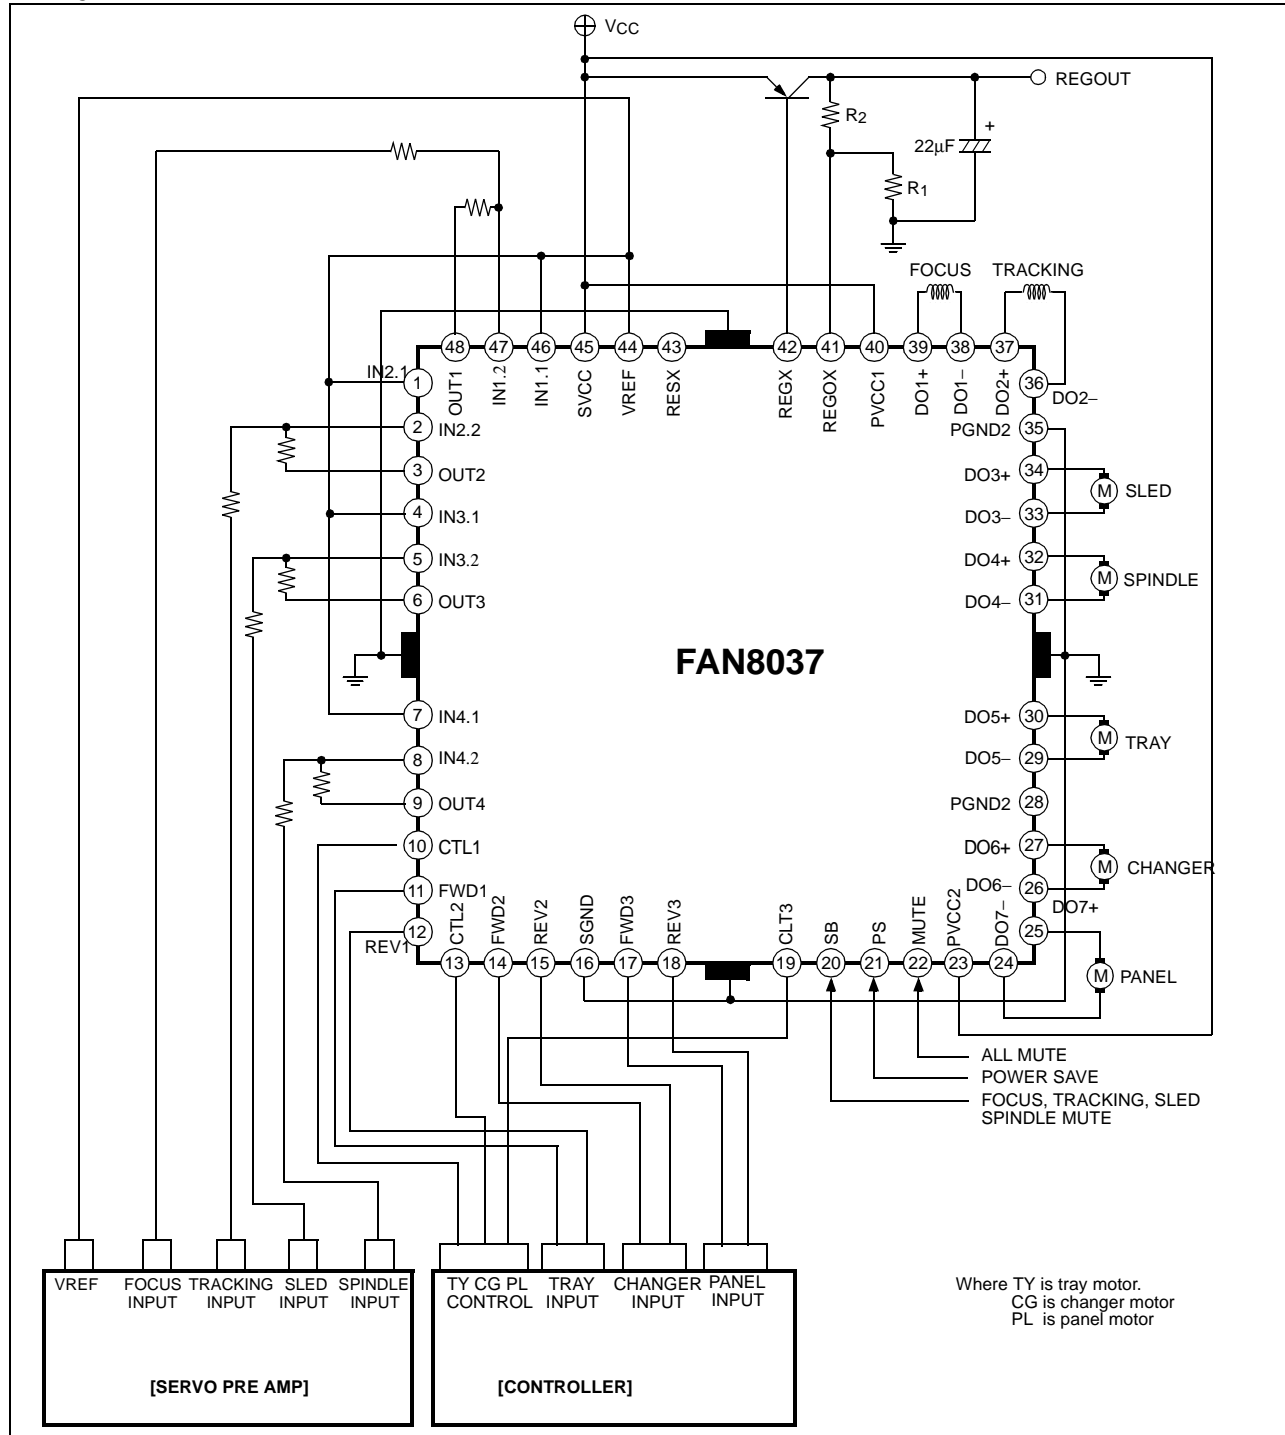 VCC
REGOUT
R2
22µF
+
R1
FOCUS
TRACKING
48
47
46
45
44
43
42
41
40
39
38
37
OUT1
IN1.2
IN1.1
SVCC
VREF
RESX
REGX
REGOX
PVCC1
DO1+
DO1−
DO2+
IN2.1
1
2
IN2.2
3
OUT2
4
IN3.1
5
IN3.2
6
OUT3
7
IN4.1
8
IN4.2
9
OUT4
10
CTL1
11
FWD1
12
REV1
FAN8037
36
DO2−
PGND2
35
DO3+
34
M
SLED
DO3−
33
DO4+
32
M
SPINDLE
DO4−
31
DO5+
30
M
TRAY
DO5−
29
PGND2
28
DO6+
27
M
CHANGER
DO6−
26
DO7+
25
M
PANEL
CTL2
FWD2
REV2
SGND
FWD3
REV3
CLT3
SB
PS
MUTE
PVCC2
DO7−
13
14
15
16
17
18
19
20
21
22
23
24
ALL MUTE
POWER SAVE
FOCUS, TRACKING, SLED
SPINDLE MUTE
VREF
FOCUS
INPUT
TRACKING
INPUT
SLED
INPUT
SPINDLE
INPUT
[SERVO PRE AMP]
TY CG PL
CONTROL
TRAY
INPUT
CHANGER
INPUT
PANEL
INPUT
[CONTROLLER]
Where TY is tray motor.
CG is changer motor
PL is panel motor